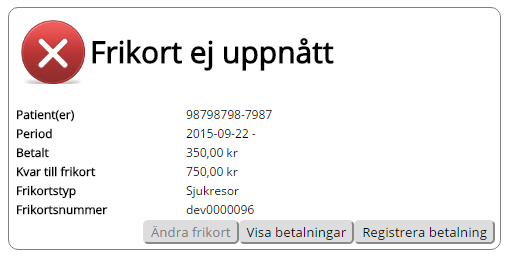 Frikort ej uppnått
Patient(er) 98798798-7987
Period 2015-09-22 -
Betalt 350,00 kr
Kvar till frikort 750,00 kr
Frikortstyp Sjukresor
Frikortsnummer dev0000096
Ändra frikort Visa betalningar Registrera betalning